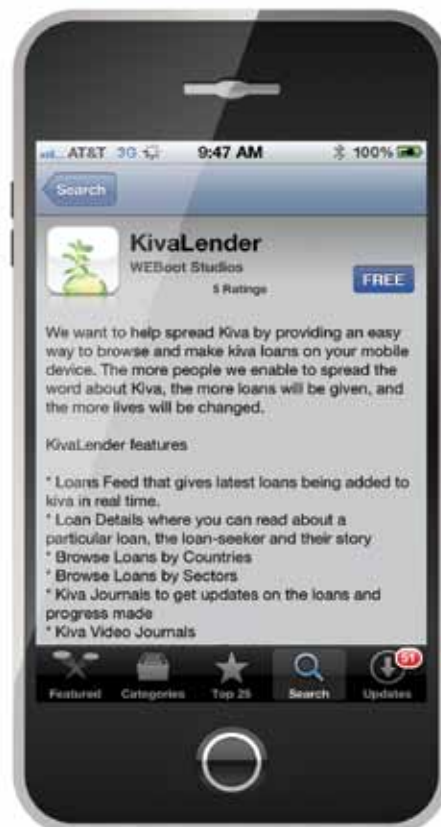 AT&T 3G 9:47 AM 100%
Search
KivaLender
WEBoot Studios
5 Ratings
FREE
We want to help spread Kiva by providing an easy
way to browse and make kiva loans on your mobile
device. The more people we enable to spread the
word about Kiva, the more loans will be given, and
the more lives will be changed.
KivaLender features
* Loans Feed that gives latest loans being added to
kiva in real time.
* Loan Details where you can read about a
particular loan, the loan-seeker and their story
* Browse Loans by Countries
* Browse Loans by Sectors
* Kiva Journals to get updates on the loans and
progress made
* Kiva Video Journals
51
Featured Categories Top 25 Search Updates